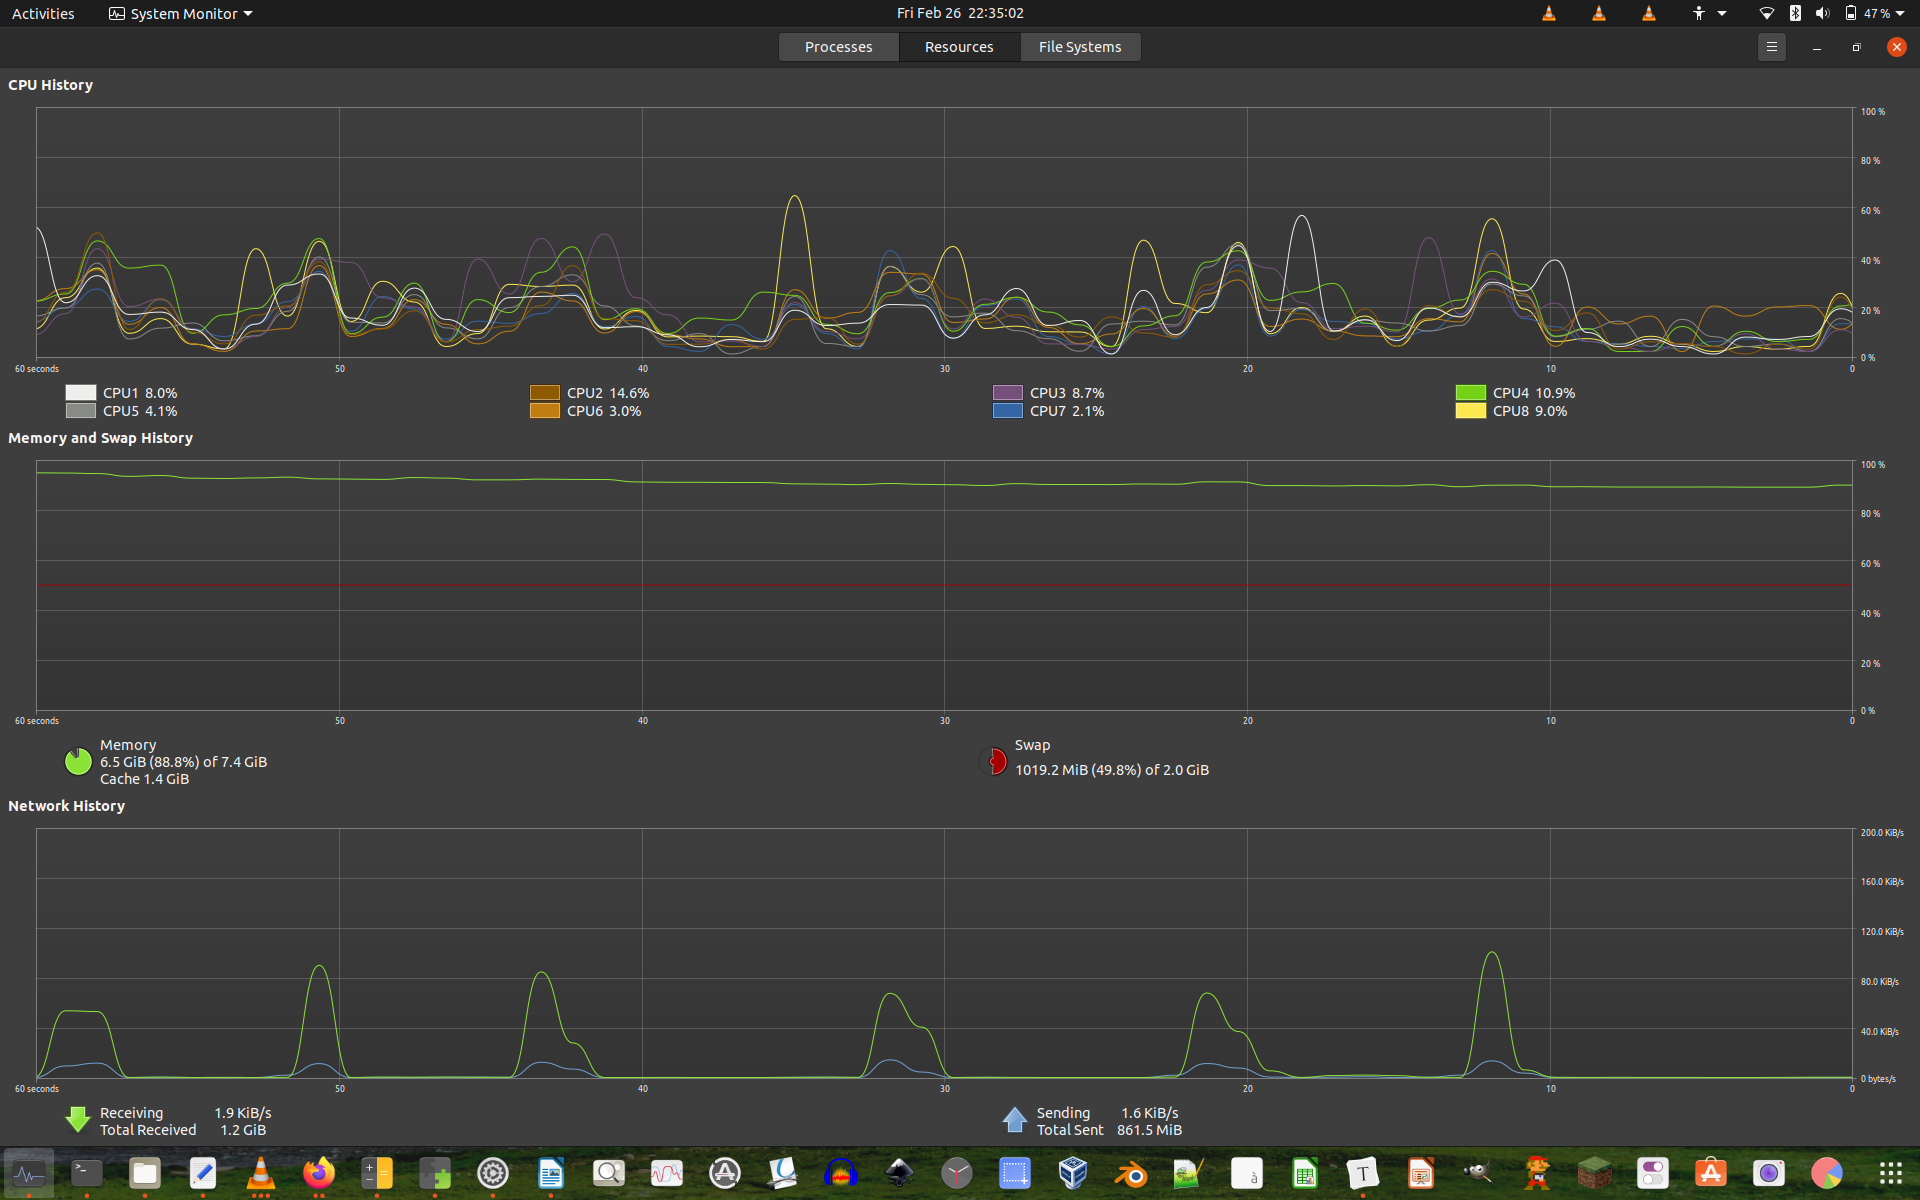 Activities System Monitor Fri Feb 26 22:35:02 47 %
Processes Resources File Systems
CPU History
100 %
80 %
60 %
40 %
20 %
0 %
60 seconds 50 40 30 20 10 0
CPU1 8.0% CPU2 14.6% CPU3 8.7% CPU4 10.9%
CPU5 4.1% CPU6 3.0% CPU7 2.1% CPU8 9.0%
Memory and Swap History
100 %
80 %
60 %
40 %
20 %
0 %
60 seconds 50 40 30 20 10 0
Memory
6.5 GiB (88.8%) of 7.4 GiB
Cache 1.4 GiB
Swap
1019.2 MiB (49.8%) of 2.0 GiB
Network History
200.0 KiB/s
160.0 KiB/s
120.0 KiB/s
80.0 KiB/s
40.0 KiB/s
0 bytes/s
60 seconds 50 40 30 20 10 0
Receiving 1.9 KiB/s
Total Received 1.2 GiB
Sending 1.6 KiB/s
Total Sent 861.5 MiB